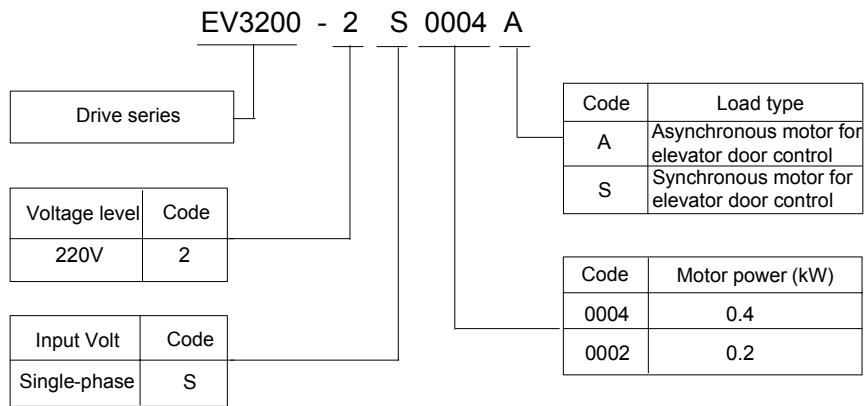 EV3200 - 2 S 0004 A
Drive series
Code Load type
A Asynchronous motor for
elevator door control
S Synchronous motor for
elevator door control
Voltage level Code
220V 2
Code Motor power (kW)
0004 0.4
0002 0.2
Input Volt Code
Single-phase S